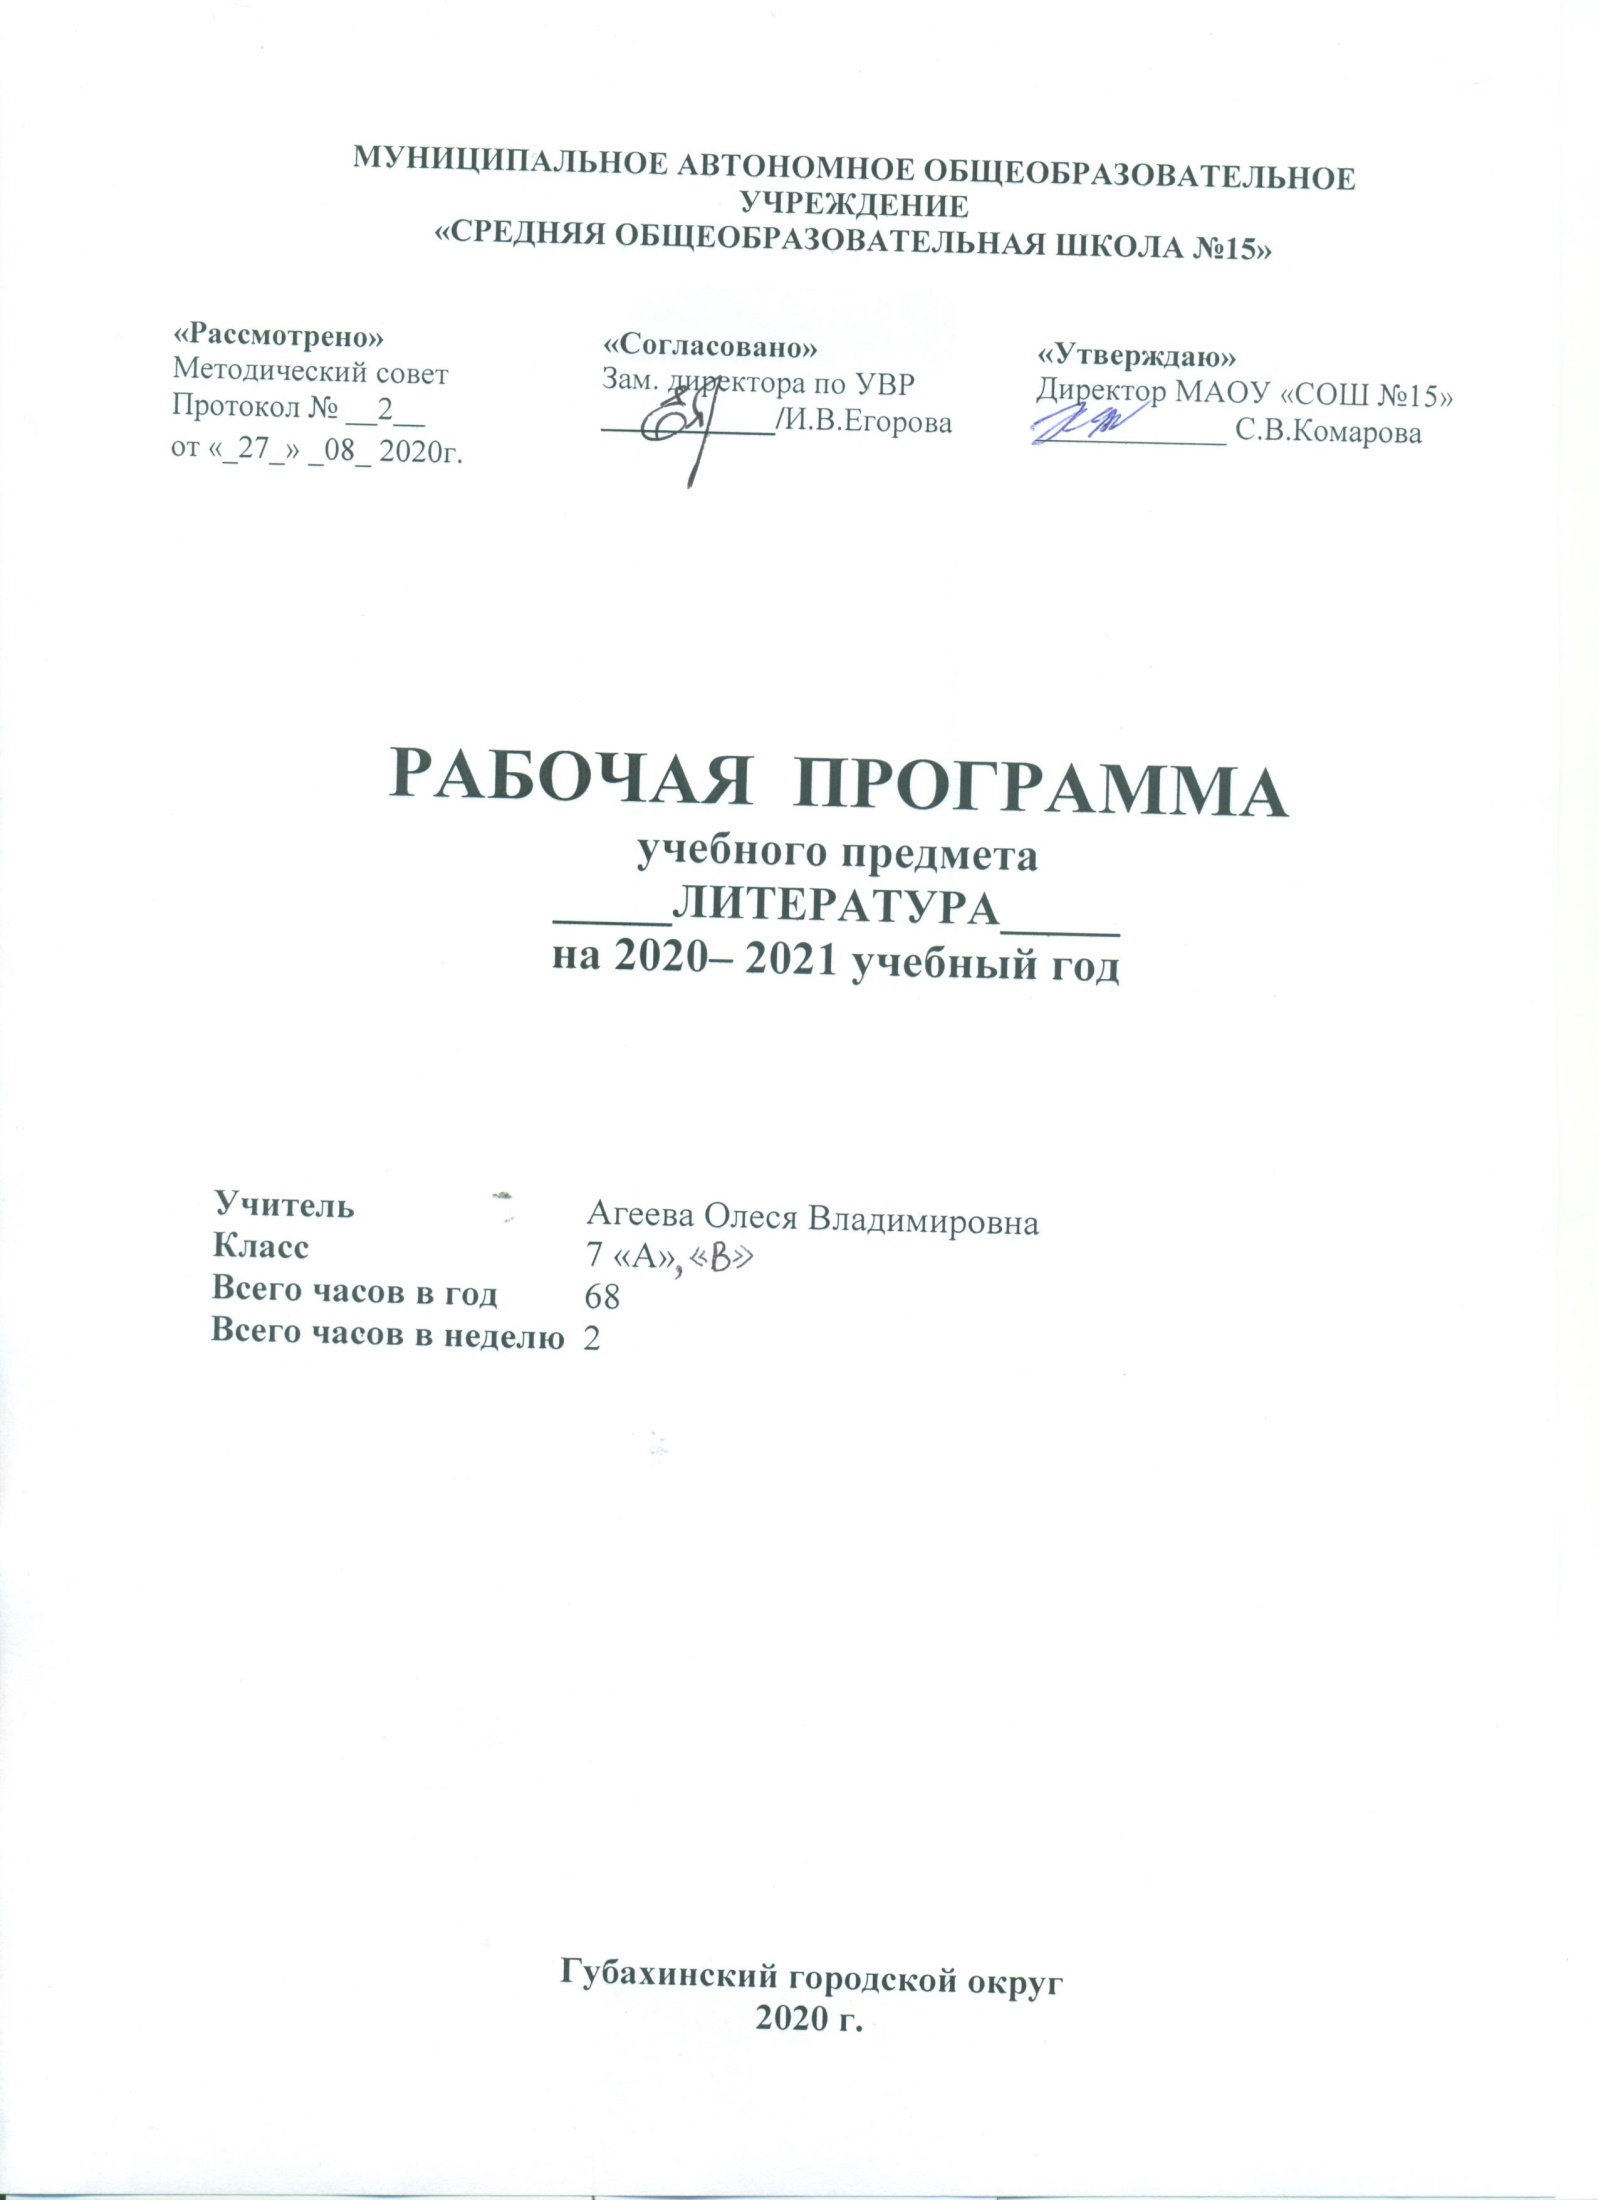 МУНИЦИПАЛЬНОЕ АВТОНОМНОЕ ОБЩЕОБРАЗОВАТЕЛЬНОЕ
УЧРЕЖДЕНИЕ
«СРЕДНЯЯ ОБЩЕОБРАЗОВАТЕЛЬНАЯ ШКОЛА №15»
«Рассмотрено»
Методический совет
Протокол № __2__
от «_27_» _08_ 2020г.
«Согласовано»
Зам. директора по УВР
___________/И.В.Егорова
«Утверждаю»
Директор МАОУ «СОШ №15»
____________ С.В.Комарова
РАБОЧАЯ ПРОГРАММА
учебного предмета
_____ЛИТЕРАТУРА_____
на 2020– 2021 учебный год
Учитель Агеева Олеся Владимировна
Класс 7 «А», «В»
Всего часов в год 68
Всего часов в неделю 2
Губахинский городской округ
2020 г.